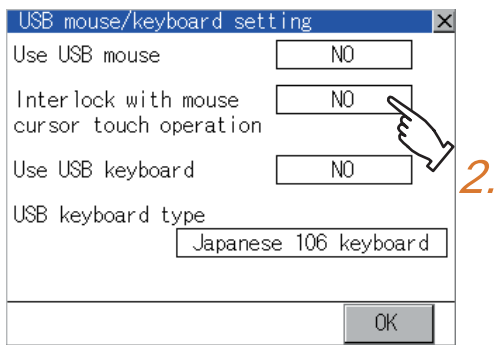 USB mouse/keyboard setting
Use USB mouse NO
Interlock with mouse NO
cursor touch operation
Use USB keyboard NO
USB keyboard type
Japanese 106 keyboard
OK
2.